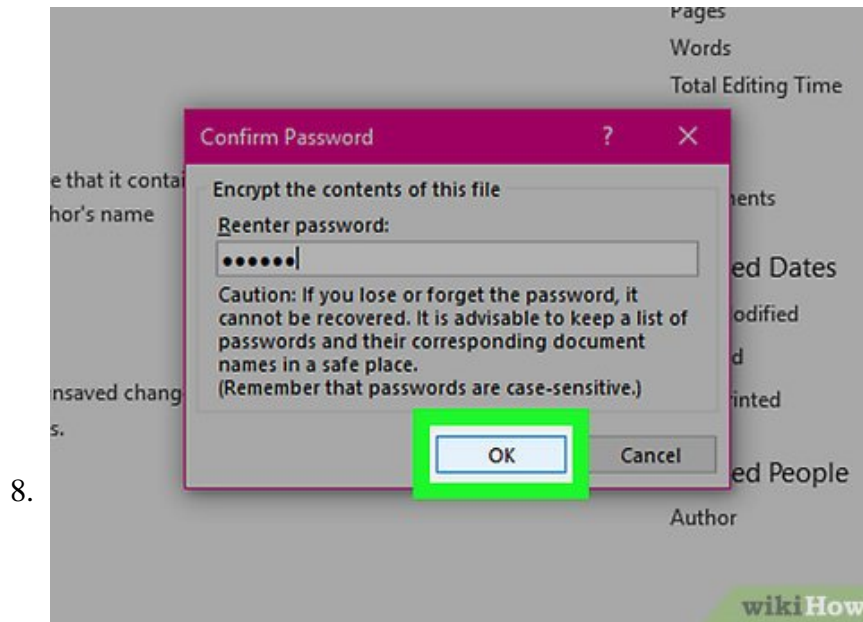 Pages
Words
Total Editing Time
Confirm Password
e that it contai
Encrypt the contents of this file
ents
hor's name
Reenter password:
••••••
ed Dates
Caution: If you lose or forget the password, it
cannot be recovered. It is advisable to keep a list of
odified
passwords and their corresponding document
names in a safe place.
d
nsaved chang
(Remember that passwords are case-sensitive.)
inted
s.
OK
Cancel
ed People
8.
Author
wikiHow